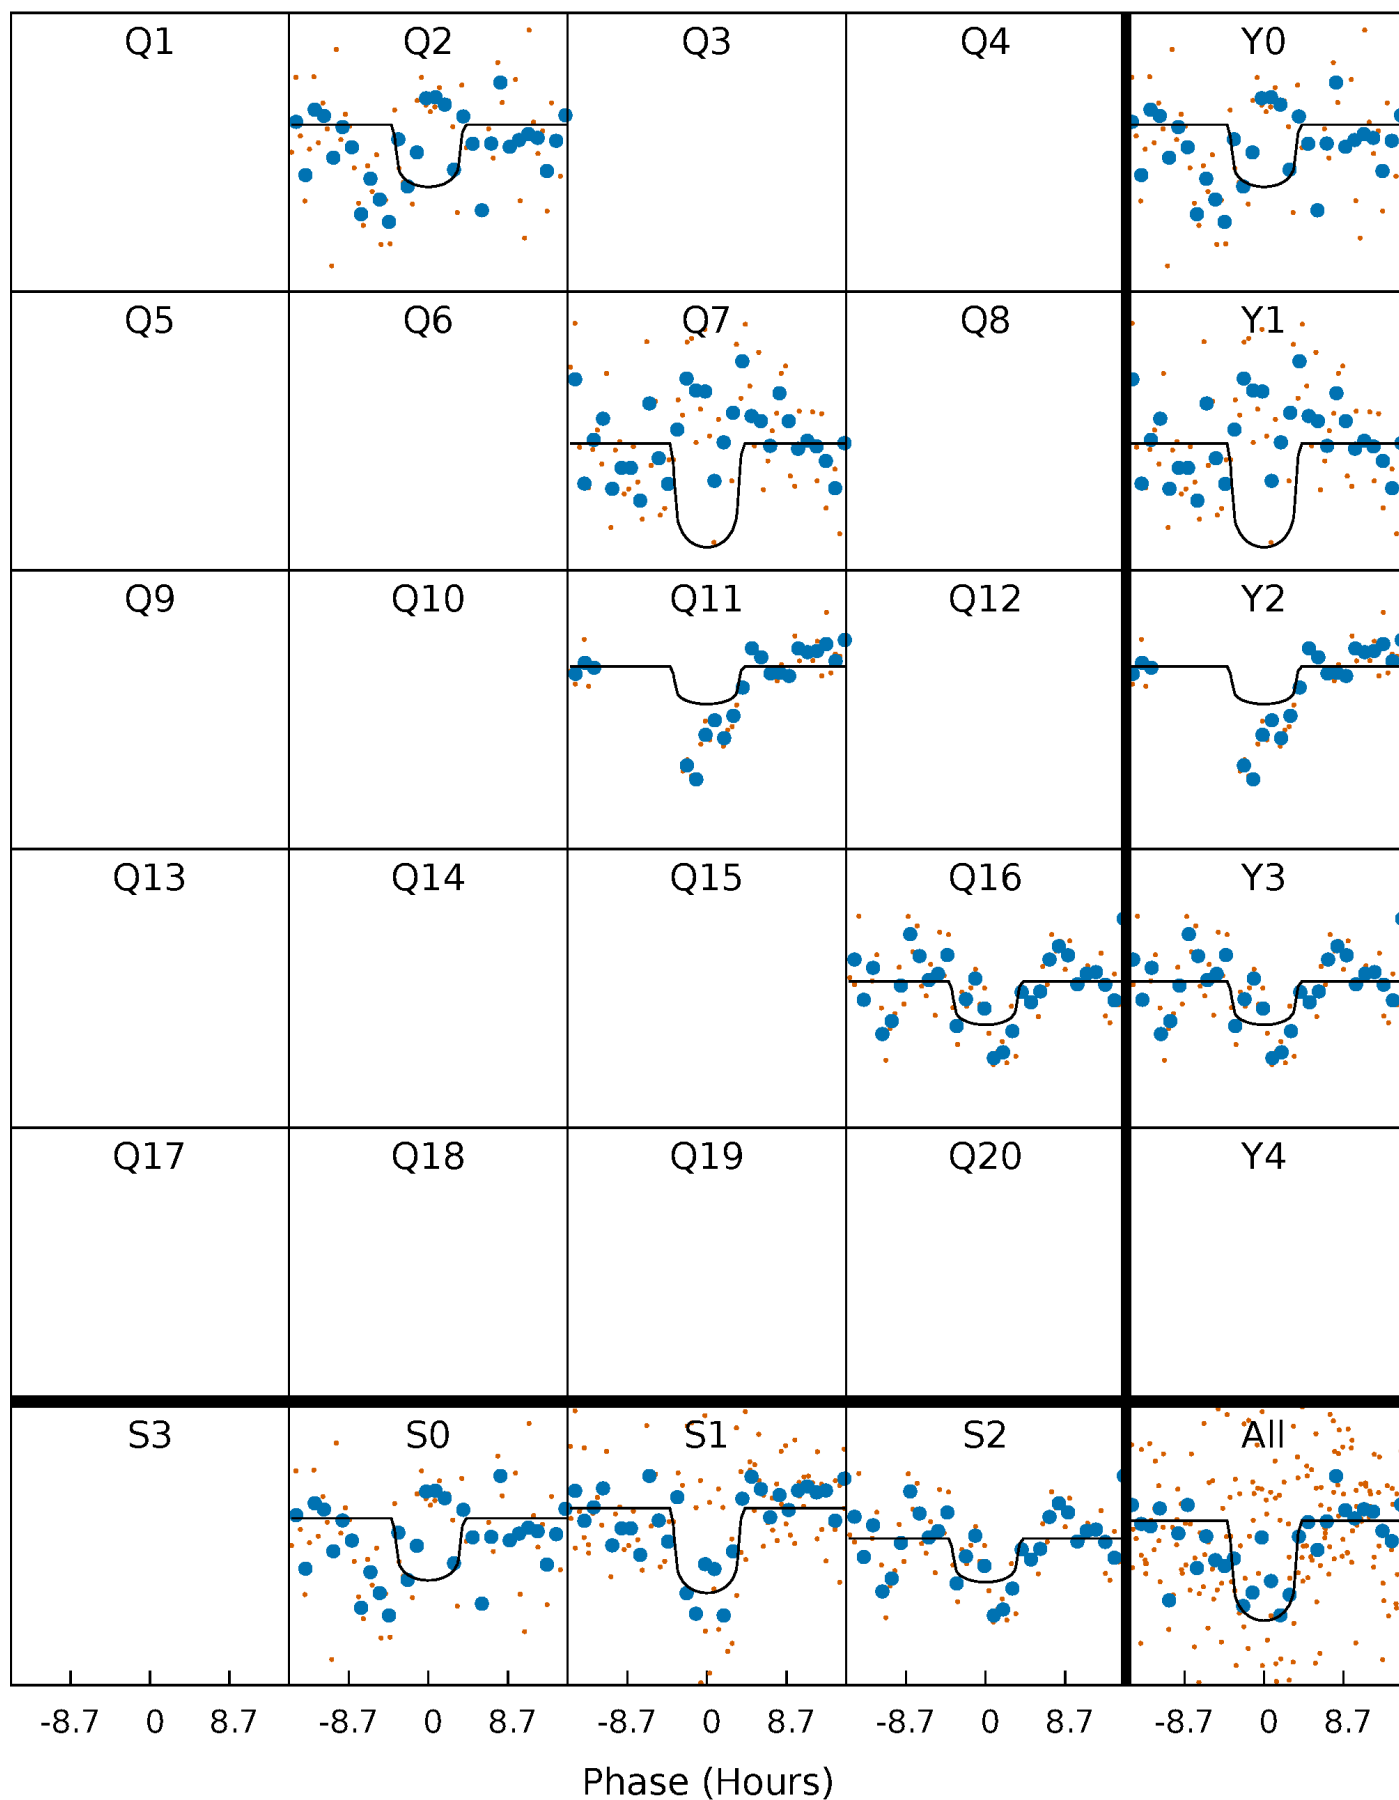 Q1 Q2 Q3 Q4 Y0
Q5 Q6 Q7 Q8 Y1
Q9 Q10 Q11 Q12 Y2
Q13 Q14 Q15 Q16 Y3
Q17 Q18 Q19 Q20 Y4
S3 S0 S1 S2 All
-8.7 0 8.7 -8.7 0 8.7 -8.7 0 8.7 -8.7 0 8.7 -8.7 0 8.7
Phase (Hours)